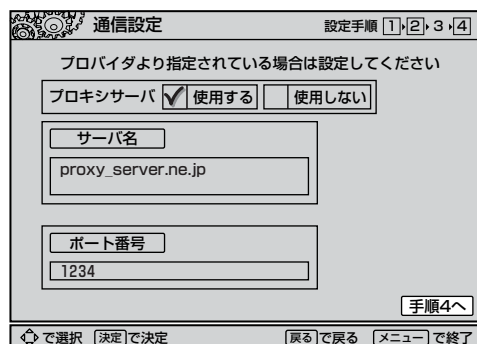 通信設定 設定手順 1 2 3 4
プロバイダより指定されている場合は設定してください
プロキシサーバ 使用する 使用しない
サーバ名
proxy_server.ne.jp
ポート番号
1234
手順4へ
で選択 決定で決定 戻るで戻る メニューで終了